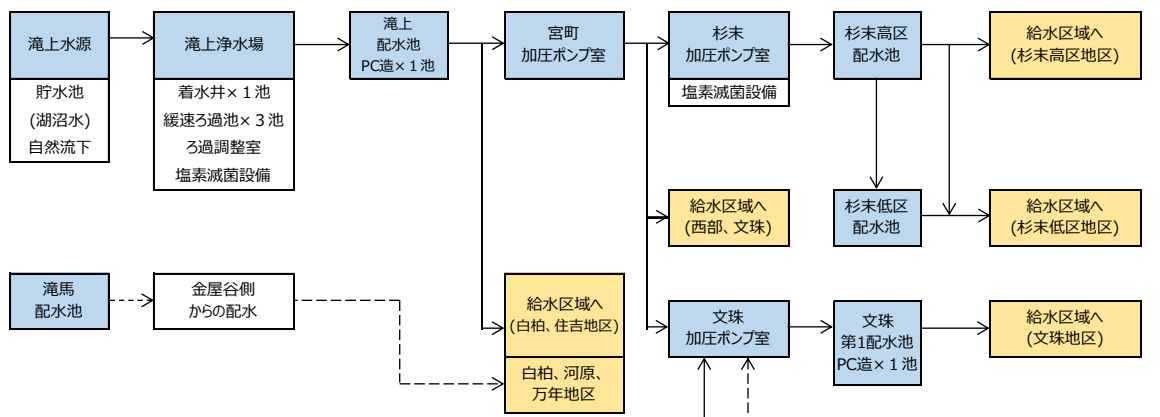 滝上水源
貯水池
(湖沼水)
自然流下
滝上浄水場
着水井×１池
緩速ろ過池×３池
ろ過調整室
塩素滅菌設備
滝上
配水池
PC造×１池
宮町
加圧ポンプ室
杉末
加圧ポンプ室
塩素滅菌設備
杉末高区
配水池
給水区域へ
(杉末高区地区)
給水区域へ
(西部、文珠)
杉末低区
配水池
給水区域へ
(杉末低区地区)
滝馬
配水池
金屋谷側
からの配水
給水区域へ
(白柏、住吉地区)
白柏、河原、
万年地区
文珠
加圧ポンプ室
文珠
第1配水池
PC造×１池
給水区域へ
(文珠地区)